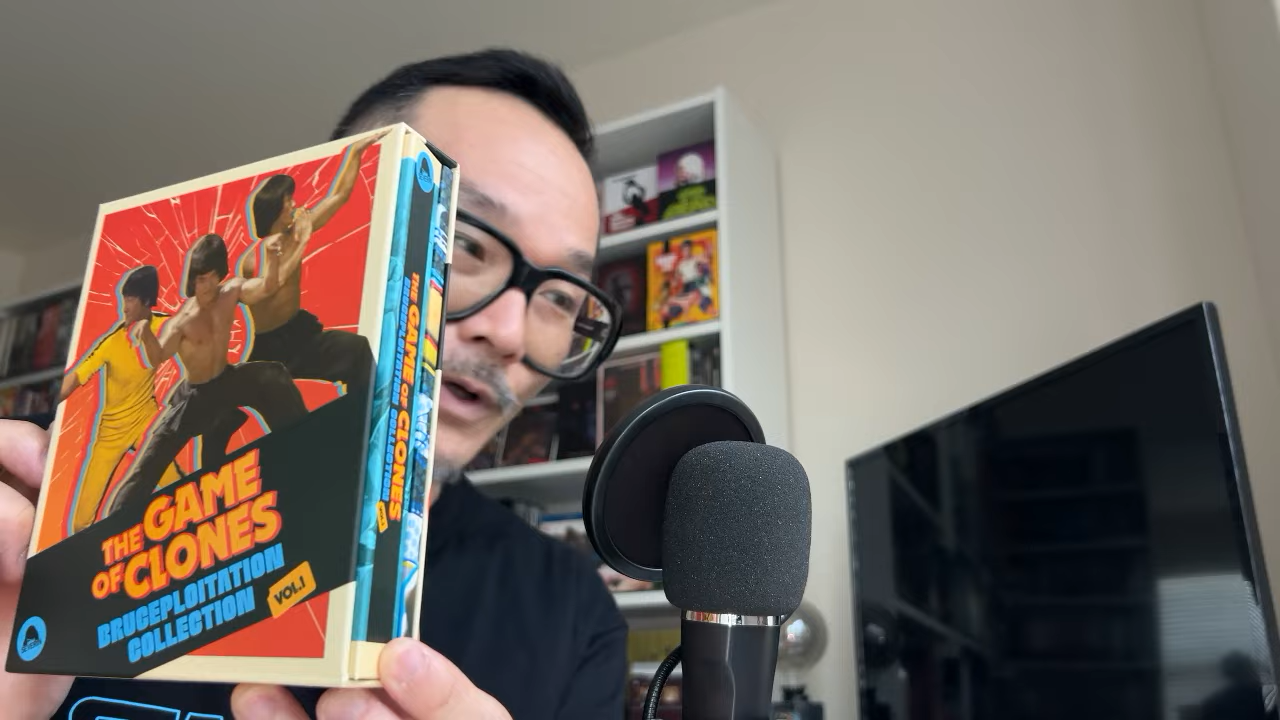 THE GAME
OF CLONES
BRUCEPLOITATION
COLLECTION
VOL.1
THE GAME OF CLONES
BRUCEPLOITATION COLLECTION